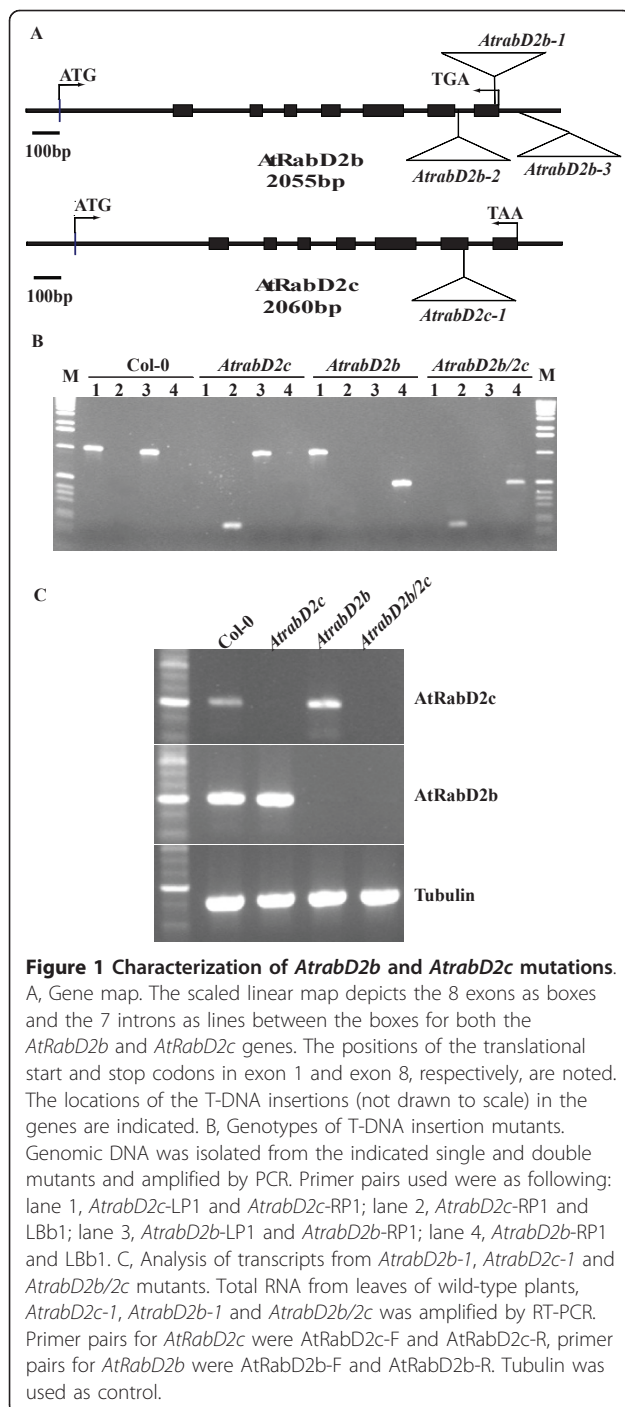 A
AtrabD2b-1
ATG
TGA
100bp
AtRabD2b
2055bp
AtrabD2b-2
AtrabD2b-3
ATG
TAA
100bp
AtRabD2c
2060bp
AtrabD2c-1
B
Col-0 AtrabD2c AtrabD2b AtrabD2b/2c
M 1 2 3 4 1 2 3 4 1 2 3 4 1 2 3 4 M
C
Col-0 AtrabD2c AtrabD2b AtrabD2b/2c
AtRabD2c
AtRabD2b
Tubulin
Figure 1 Characterization of AtrabD2b and AtrabD2c mutations.
A, Gene map. The scaled linear map depicts the 8 exons as boxes
and the 7 introns as lines between the boxes for both the
AtRabD2b and AtRabD2c genes. The positions of the translational
start and stop codons in exon 1 and exon 8, respectively, are noted.
The locations of the T-DNA insertions (not drawn to scale) in the
genes are indicated. B, Genotypes of T-DNA insertion mutants.
Genomic DNA was isolated from the indicated single and double
mutants and amplified by PCR. Primer pairs used were as following:
lane 1, AtrabD2c-LP1 and AtrabD2c-RP1; lane 2, AtrabD2c-RP1 and
LBb1; lane 3, AtrabD2b-LP1 and AtrabD2b-RP1; lane 4, AtrabD2b-RP1
and LBb1. C, Analysis of transcripts from AtrabD2b-1, AtrabD2c-1 and
AtrabD2b/2c mutants. Total RNA from leaves of wild-type plants,
AtrabD2c-1, AtrabD2b-1 and AtrabD2b/2c was amplified by RT-PCR.
Primer pairs for AtRabD2c were AtRabD2c-F and AtRabD2c-R, primer
pairs for AtRabD2b were AtRabD2b-F and AtRabD2b-R. Tubulin was
used as control.